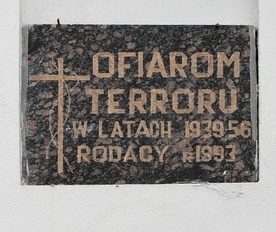 OFIAROM
TERRORU
W LATACH 1939-56
RODACY 1993